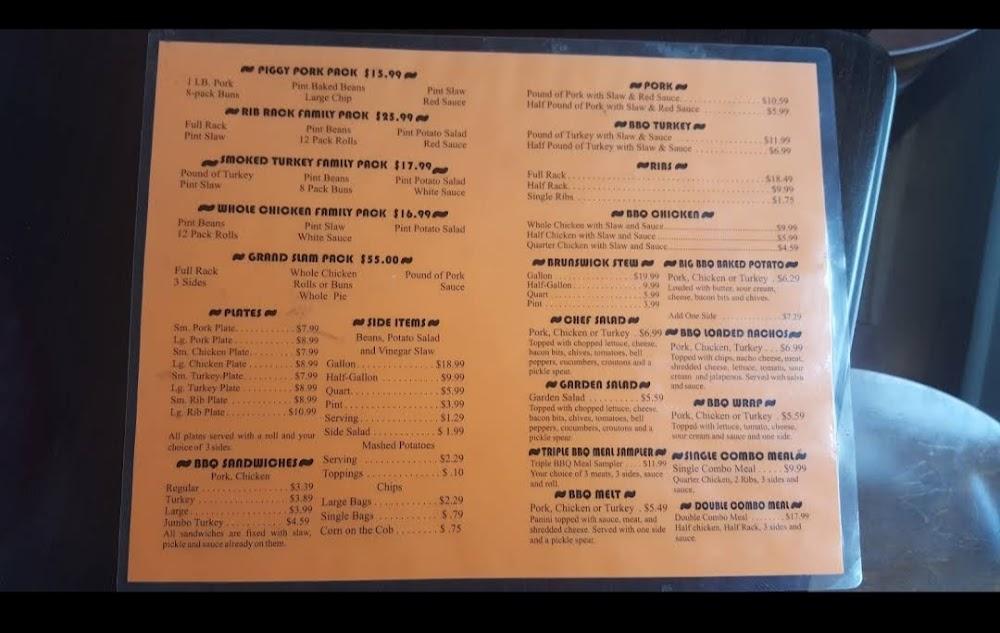 PIGGY PORK PACK $15.99
1 LB. Pork Pint Baked Beans Pint Slaw
8-pack Buns Large Chip Red Sauce
RIB RACK FAMILY PACK $25.99
Full Rack Pint Beans Pint Potato Salad
Pint Slaw 12 Pack Rolls Red Sauce
SMOKED TURKEY FAMILY PACK $17.99
Pound of Turkey Pint Beans Pint Potato Salad
Pint Slaw 8 Pack Buns White Sauce
WHOLE CHICKEN FAMILY PACK $16.99
Pint Beans Pint Slaw Pint Potato Salad
12 Pack Rolls White Sauce
GRAND SLAM PACK $55.00
Full Rack Whole Chicken Pound of Pork
3 Sides Rolls or Buns Sauce
Whole Pie
PLATES
Sm. Pork Plate. $7.99
Lg. Pork Plate $8.99
Sm. Chicken Plate. $7.99
Lg. Chicken Plate $8.99
Sm. Turkey Plate. $7.99
Lg. Turkey Plate $8.99
Sm. Rib Plate $8.99
Lg. Rib Plate $10.99
All plates served with a roll and your
choice of 3 sides.
BBQ SANDWICHES
Pork, Chicken
Regular $3.39
Turkey $3.89
Large $3.99
Jumbo Turkey $4.59
All sandwiches are fixed with slaw,
pickle and sauce already on them.
SIDE ITEMS
Beans, Potato Salad
and Vinegar Slaw
Gallon $18.99
Half-Gallon $9.99
Quart $5.99
Pint $3.99
Serving $1.29
Side Salad $ 1.99
Mashed Potatoes
Serving $2.29
Toppings $ .10
Chips
Large Bags $2.29
Single Bags $ .79
Corn on the Cob $ .75
PORK
Pound of Pork with Slaw & Red Sauce $10.59
Half Pound of Pork with Slaw & Red Sauce $5.99
BBQ TURKEY
Pound of Turkey with Slaw & Sauce $11.99
Half Pound of Turkey with Slaw & Sauce $6.99
RIBS
Full Rack $18.49
Half Rack $9.99
Single Ribs $1.75
BBQ CHICKEN
Whole Chicken with Slaw and Sauce $9.99
Half Chicken with Slaw and Sauce $5.99
Quarter Chicken with Slaw and Sauce $4.59
BRUNSWICK STEW
Gallon $19.99
Half-Gallon 9.99
Quart 5.99
Pint 3.99
CHEF SALAD
Pork, Chicken or Turkey . $6.99
Topped with chopped lettuce, cheese,
bacon bits, chives, tomatoes, bell
peppers, cucumbers, croutons and a
pickle spear.
GARDEN SALAD
Garden Salad $5.59
Topped with chopped lettuce, cheese,
bacon bits, chives, tomatoes, bell
peppers, cucumbers, croutons and a
pickle spear.
TRIPLE BBQ MEAL SAMPLER
Triple BBQ Meal Sampler $11.99
Your choice of 3 meats, 3 sides, sauce
and roll.
BBQ MELT
Pork, Chicken or Turkey . $5.49
Panini topped with sauce, meat, and
shredded cheese. Served with one side
and a pickle spear.
BIG BBQ BAKED POTATO
Pork, Chicken or Turkey . $6.29
Loaded with butter, sour cream,
cheese, bacon bits and chives.
Add One Side $7.29
BBQ LOADED NACHOS
Pork, Chicken, Turkey $6.99
Topped with chips, nacho cheese, meat,
shredded cheese, lettuce, tomato, sour
cream and jalapenos. Served with salsa
and sauce.
BBQ WRAP
Pork, Chicken or Turkey . $5.59
Topped with lettuce, tomato, cheese,
sour cream and sauce and one side.
SINGLE COMBO MEAL
Single Combo Meal $9.99
Quarter Chicken, 2 Ribs, 3 sides and
sauce.
DOUBLE COMBO MEAL
Double Combo Meal $17.99
Half chicken, Half Rack, 3 sides and
sauce.